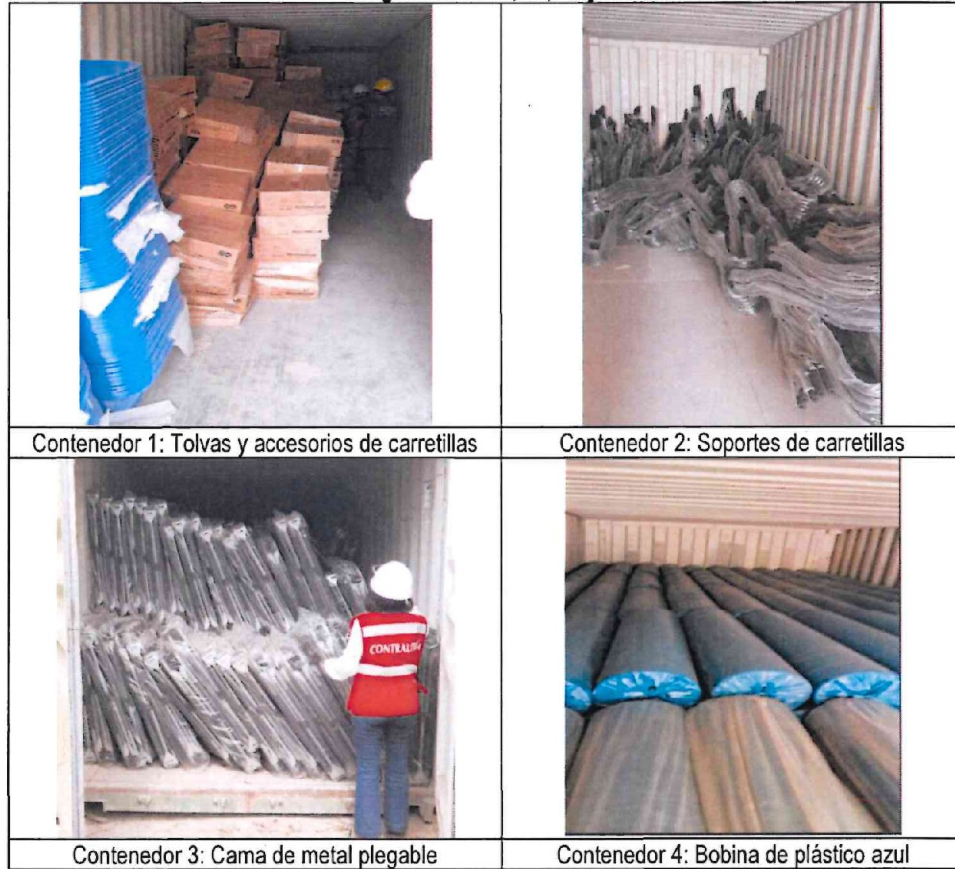 Contenedor 1: Tolvas y accesorios de carretillas
Contenedor 2: Soportes de carretillas
CONTRALORÍA
Contenedor 3: Cama de metal plegable
Contenedor 4: Bobina de plástico azul